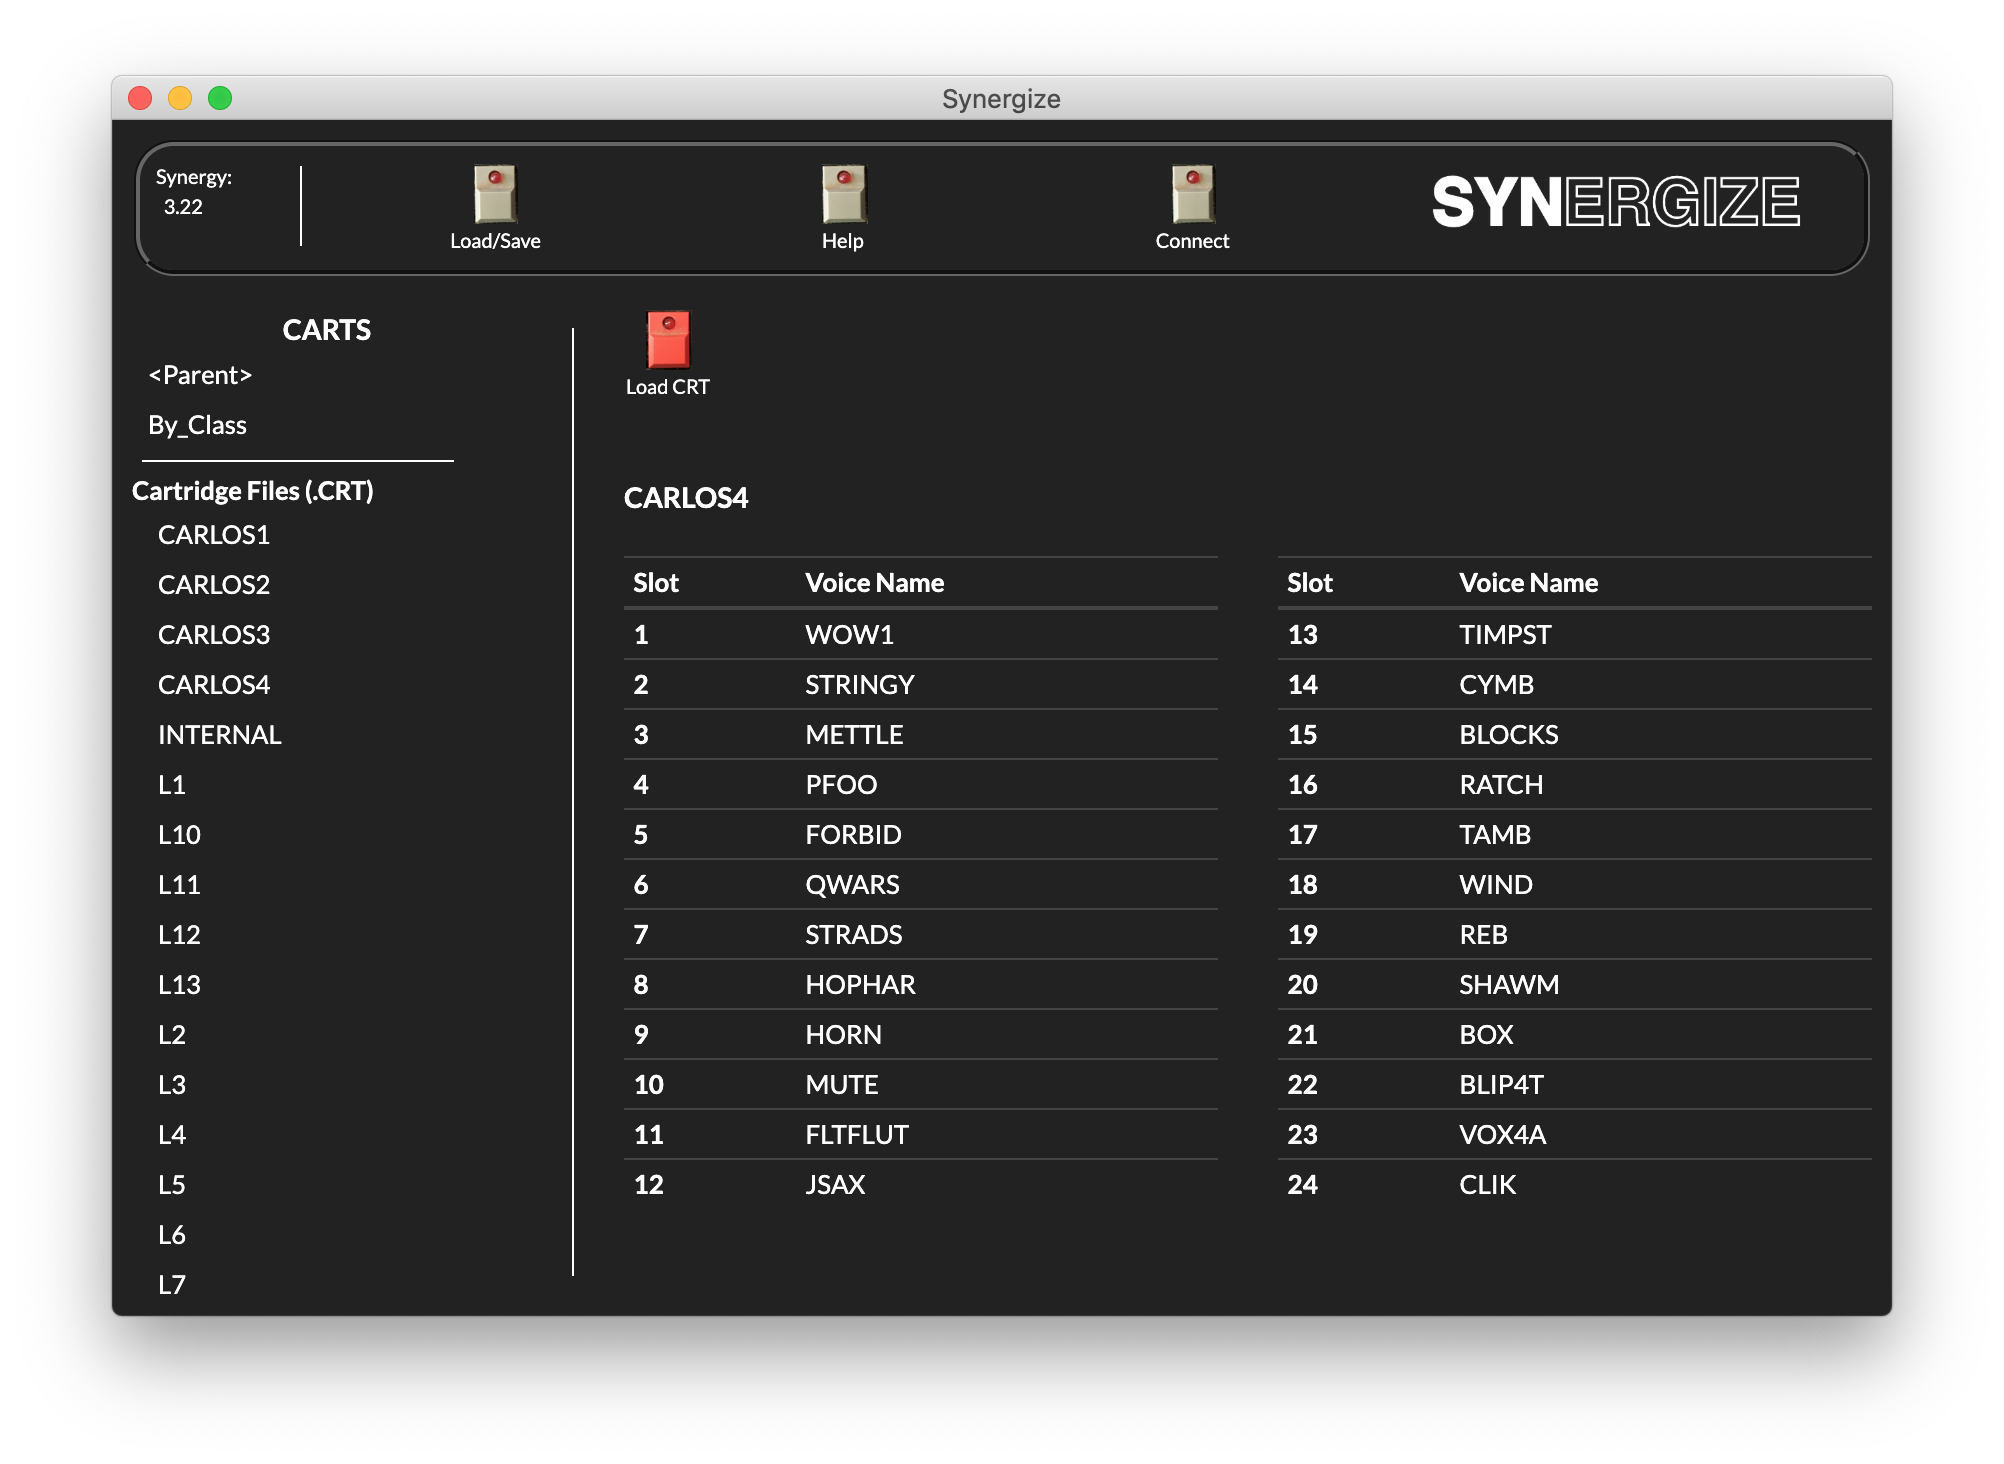 Synergize
Synergy:
3.22
Load/Save
Help
Connect
SYNERGIZE
CARTS
<Parent>
By_Class
Cartridge Files (.CRT)
CARLOS1
CARLOS2
CARLOS3
CARLOS4
INTERNAL
L1
L10
L11
L12
L13
L2
L3
L4
L5
L6
L7
Load CRT
CARLOS4
Slot Voice Name
1 WOW1
2 STRINGY
3 METTLE
4 PFOO
5 FORBID
6 QWARS
7 STRADS
8 HOPHAR
9 HORN
10 MUTE
11 FLTFLUT
12 JSAX
Slot Voice Name
13 TIMPST
14 CYMB
15 BLOCKS
16 RATCH
17 TAMB
18 WIND
19 REB
20 SHAWM
21 BOX
22 BLIP4T
23 VOX4A
24 CLIK